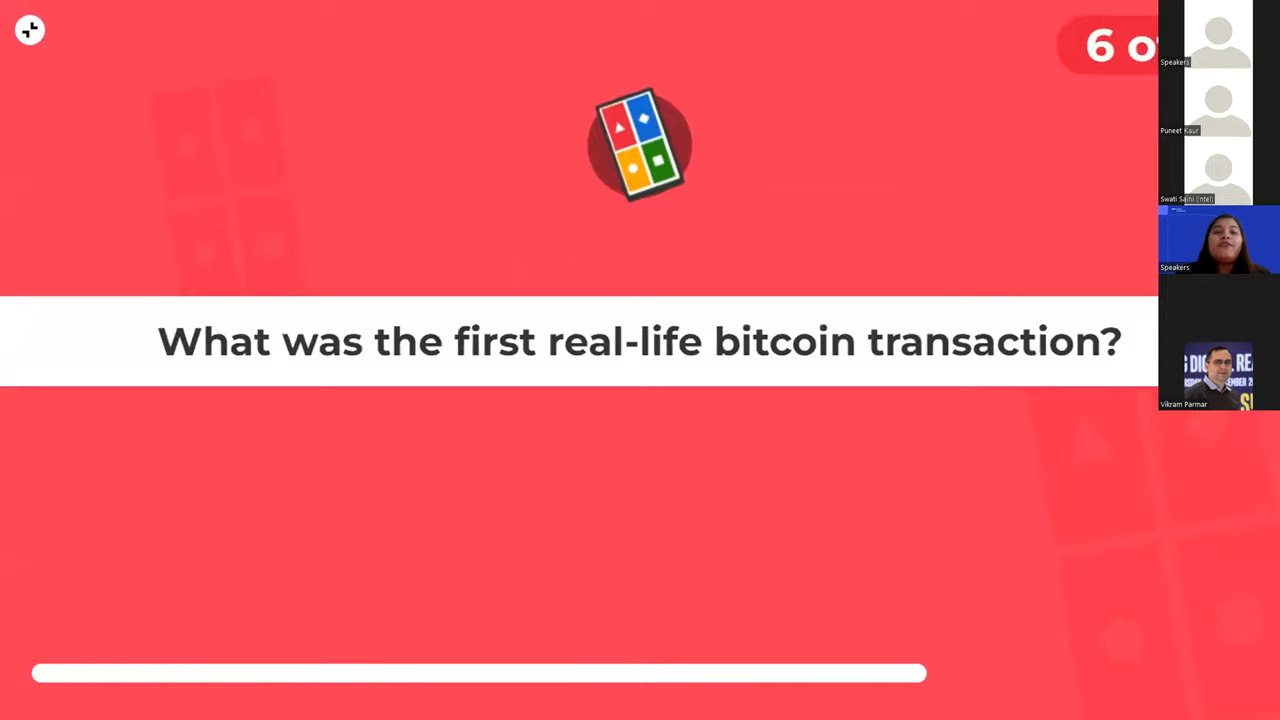 6 o
Speakers
Puneet Kaur
Swati Saini (Intel)
Speakers
What was the first real-life bitcoin transaction?
Vikram Parmar